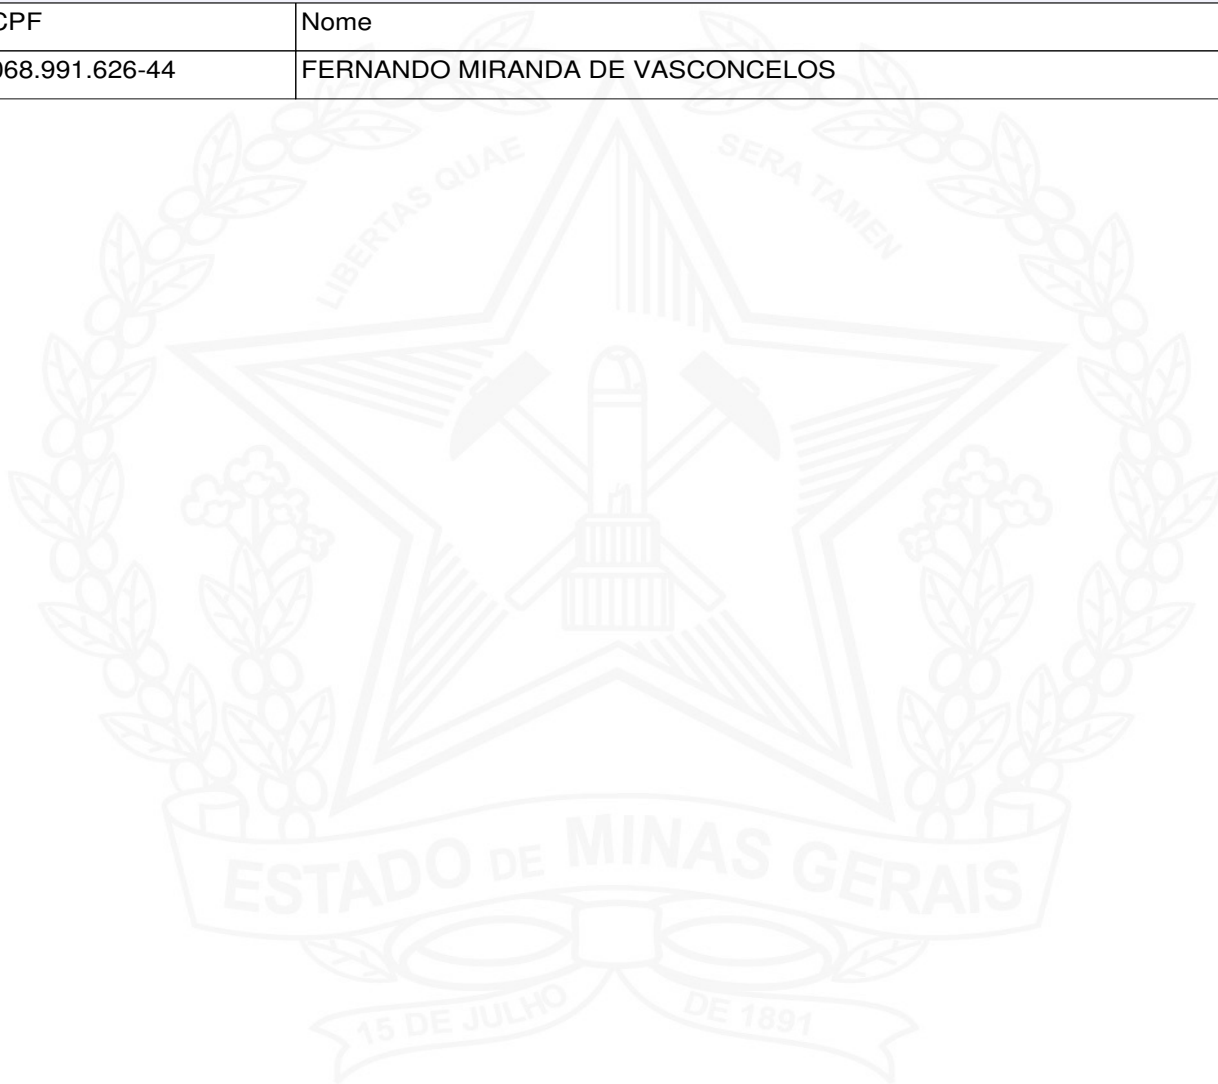 CPF Nome
068.991.626-44 FERNANDO MIRANDA DE VASCONCELOS
LIBERTAS QUAE SERA TAMEN
ESTADO DE MINAS GERAIS
15 DE JULHO DE 1891